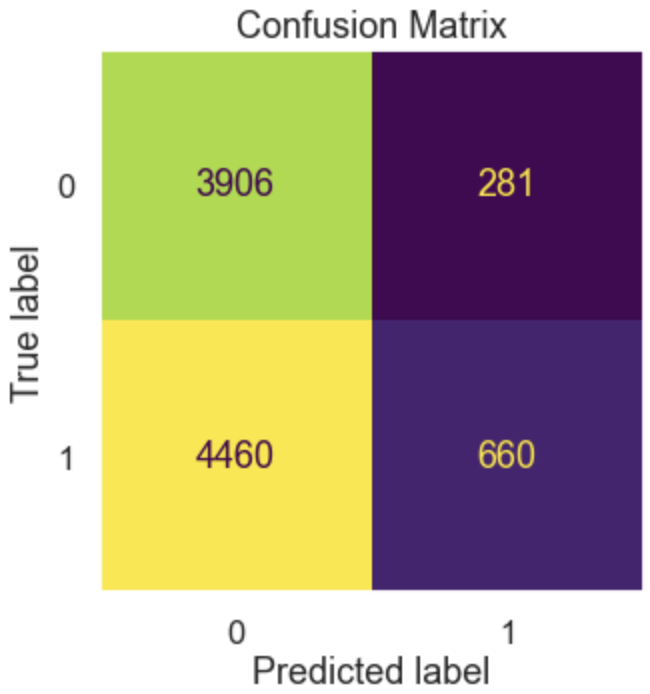 Confusion Matrix
True label
0
3906
281
1
4460
660
0
1
Predicted label